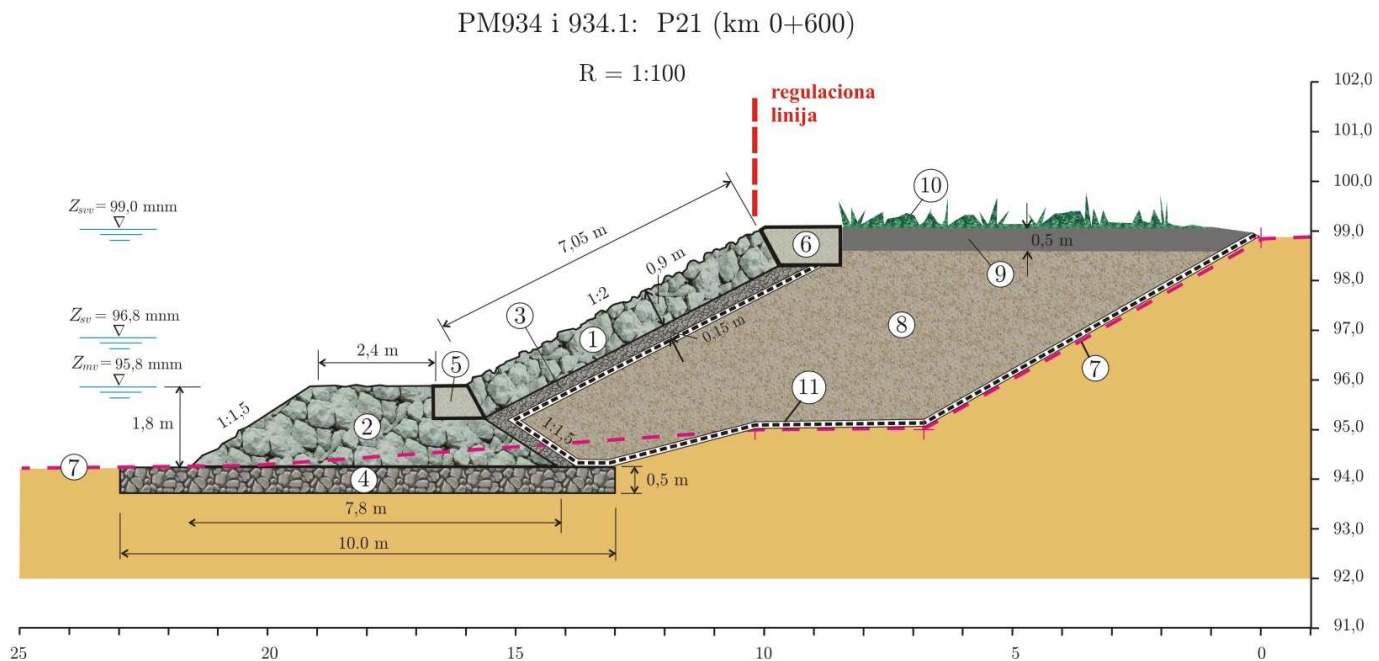 PM934 i 934.1: P21 (km 0+600)
R = 1:100
regulaciona
linija
102,0
101,0
100,0
99,0
98,0
97,0
96,0
95,0
94,0
93,0
92,0
91,0
Zsvv = 99,0 mnm
Zsv = 96,8 mnm
Zmv = 95,8 mnm
7,05 m
0,9 m
1:2
0,15 m
0,5 m
2,4 m
1,8 m
1:1,5
1:1,5
0,5 m
7,8 m
10.0 m
10
6
9
3
1
8
5
11
7
2
7
4
25
20
15
10
5
0